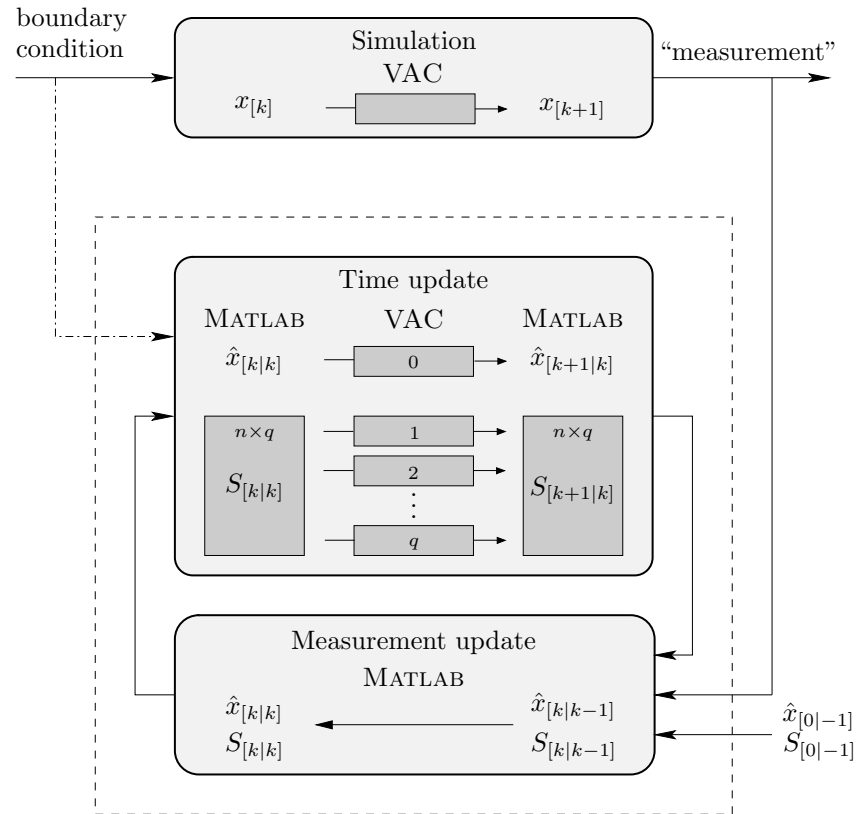 boundary
condition
Simulation
VAC
“measurement”
x[k]
x[k+1]
Time update
MATLAB VAC MATLAB
x̂[k|k] 0 x̂[k+1|k]
n×q 1 n×q
S[k|k] 2 S[k+1|k]
⋮
q
Measurement update
MATLAB
x̂[k|k] x̂[k|k−1] x̂[0|−1]
S[k|k] S[k|k−1] S[0|−1]